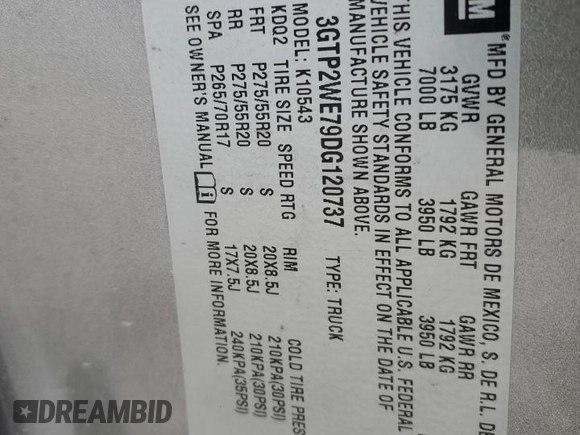 GM
MFD BY GENERAL MOTORS DE MEXICO, S. DE R.L. DE
GVWR GAWR FRT GAWR RR
3175 KG 1792 KG 1792 KG
7000 LB 3950 LB 3950 LB
THIS VEHICLE CONFORMS TO ALL APPLICABLE U.S. FEDERAL
VEHICLE SAFETY STANDARDS IN EFFECT ON THE DATE OF
MANUFACTURE SHOWN ABOVE.
3GTP2WE79DG120737 TYPE: TRUCK
MODEL: K10543
KDQ2 TIRE SIZE SPEED RTG RIM COLD TIRE PRES
FRT P275/55R20 S 20X8.5J 210KPA(30PSI)
RR P275/55R20 S 20X8.5J 210KPA(30PSI)
SPA P265/70R17 S 17X7.5J 240KPA(35PSI)
SEE OWNER'S MANUAL i FOR MORE INFORMATION.
DREAMBID